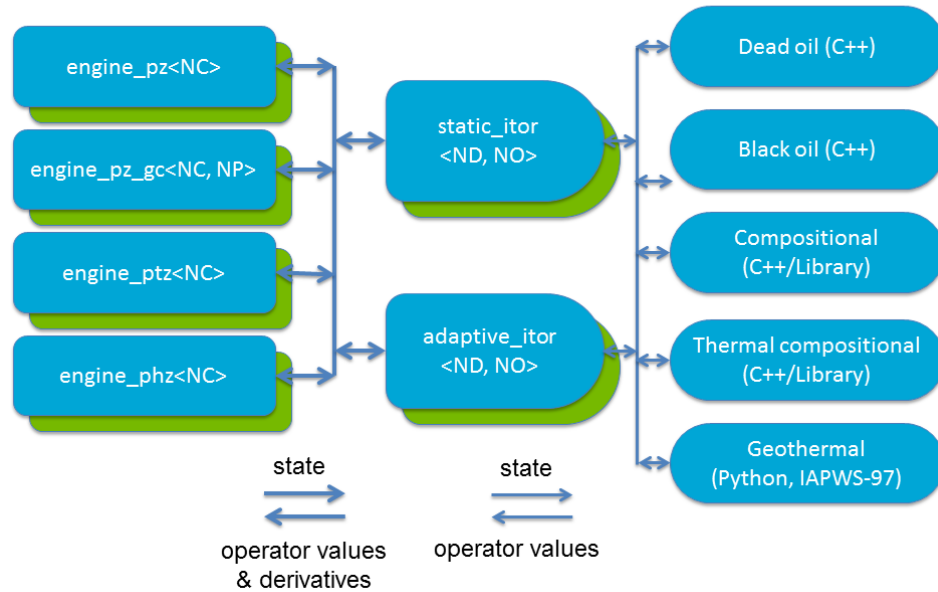 engine_pz<NC>
engine_pz_gc<NC, NP>
engine_ptz<NC>
engine_phz<NC>
static_itor
<ND, NO>
adaptive_itor
<ND, NO>
Dead oil (C++)
Black oil (C++)
Compositional
(C++/Library)
Thermal compositional
(C++/Library)
Geothermal
(Python, IAPWS-97)
state
operator values
& derivatives
state
operator values